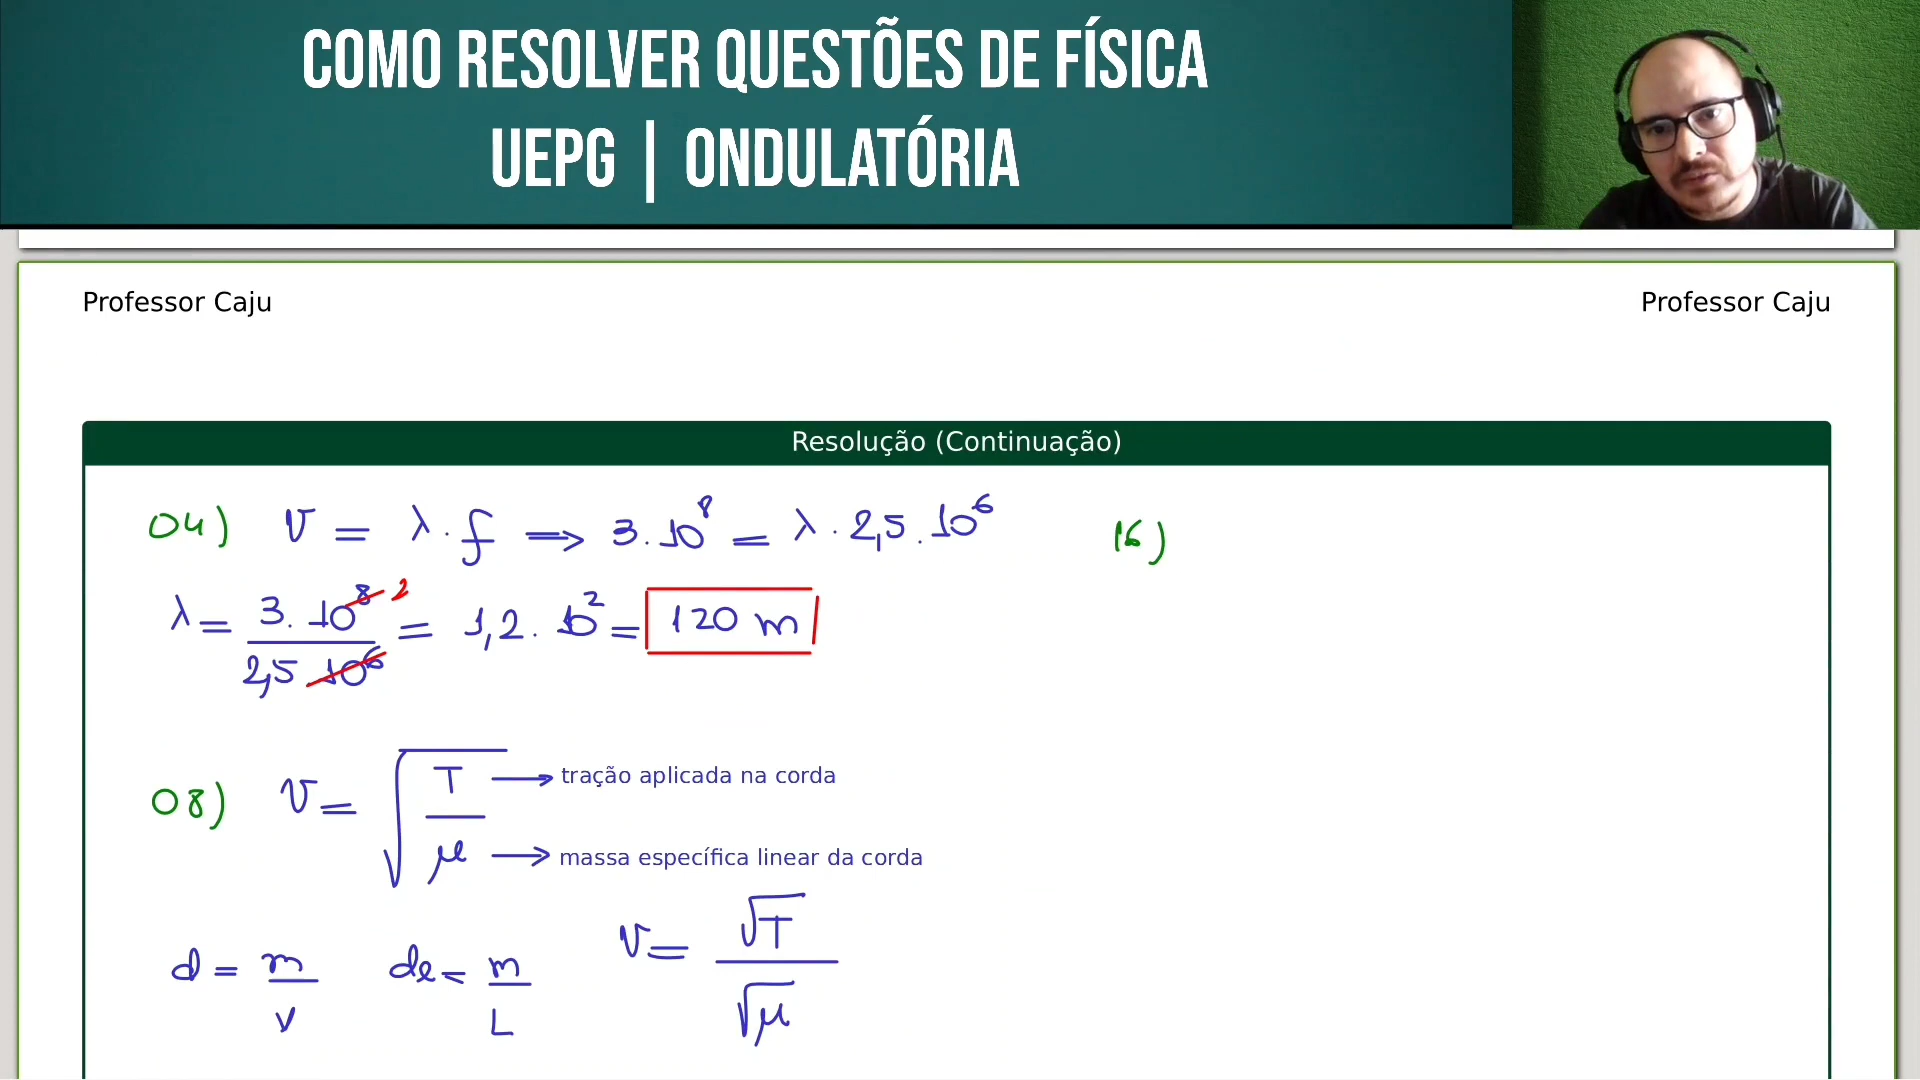 COMO RESOLVER QUESTÕES DE FÍSICA
UEPG | ONDULATÓRIA
Professor Caju
Professor Caju
Resolução (Continuação)
04) V = λ · f ⟹ 3 . 10⁸ = λ · 2,5 . 10⁶
λ = 3 . 10⁸ ² / 2,5 . 10⁶ = 1,2 . 10² = 120 m
08) V = √(T / μ)
T → tração aplicada na corda
μ → massa específica linear da corda
d = m / v
de = m / L
V = √T / √μ
16)